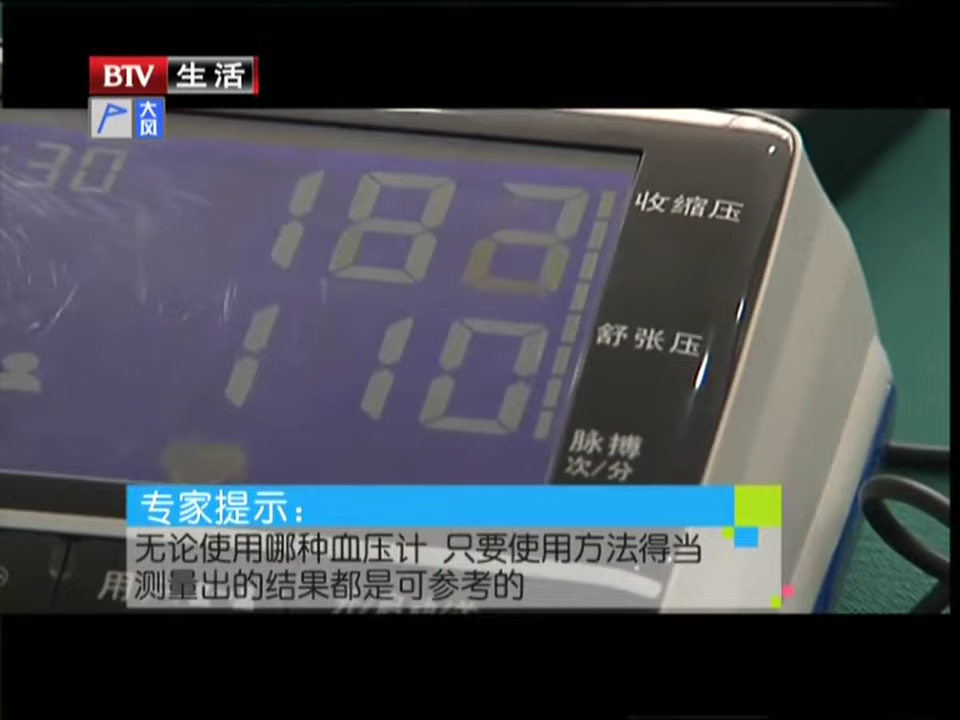 BTV 生活
大风
:30
收缩压
110
舒张压
脉搏
次/分
专家提示：
无论使用哪种血压计 只要使用方法得当
测量出的结果都是可参考的
用